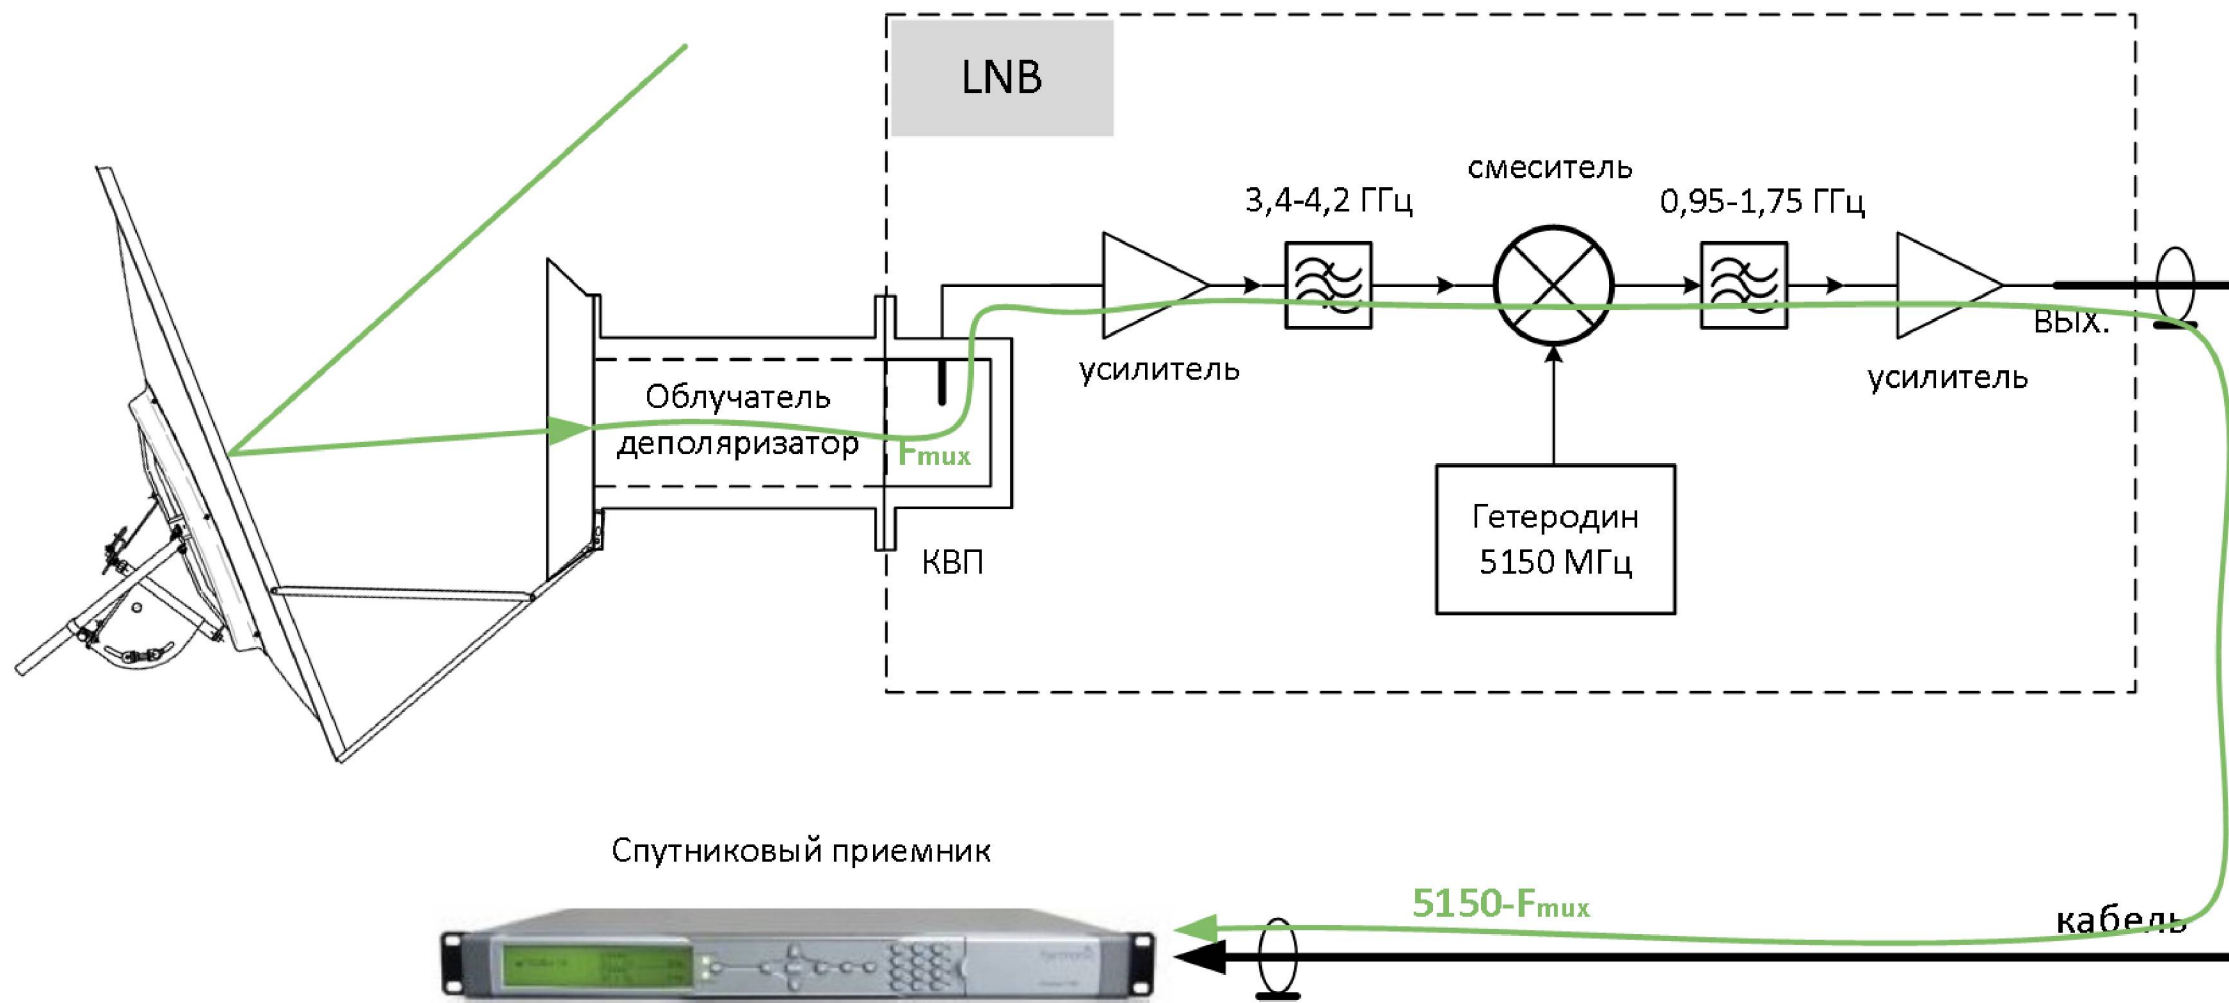 LNB
смеситель
3,4-4,2 ГГц
0,95-1,75 ГГц
вых.
усилитель
усилитель
Облучатель
деполяризатор
Fmux
Гетеродин
5150 МГц
КВП
Спутниковый приемник
5150-Fmux
кабель